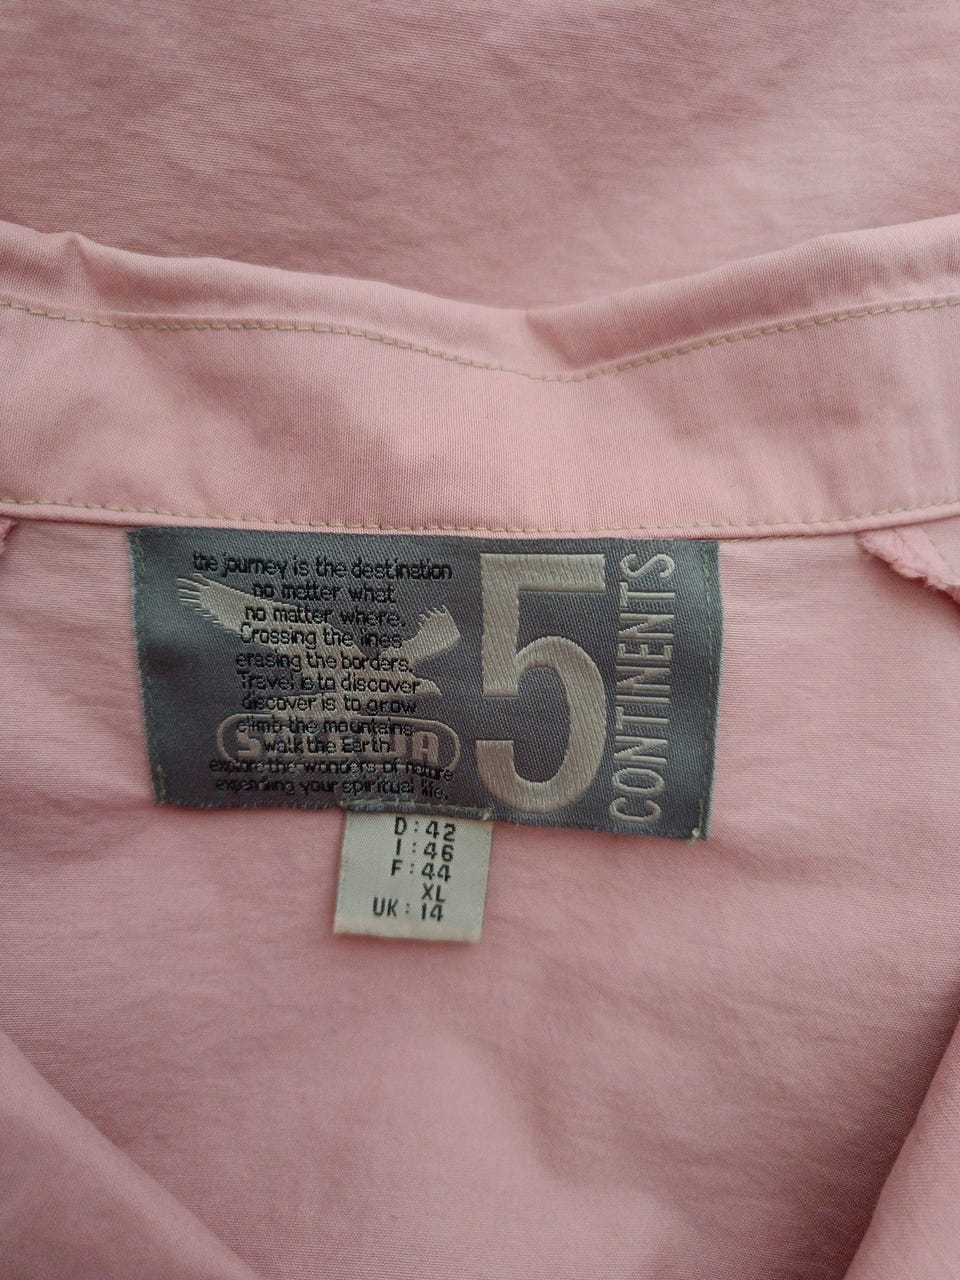 the journey is the destination
no matter what
no matter where.
Crossing the lines
erasing the borders.
Travel is to discover
discover is to grow
climb the mountains
walk the Earth
explore the wonders of nature
expending your spiritual life.
5
CONTINENTS
D:42
I:46
F:44
XL
UK:14